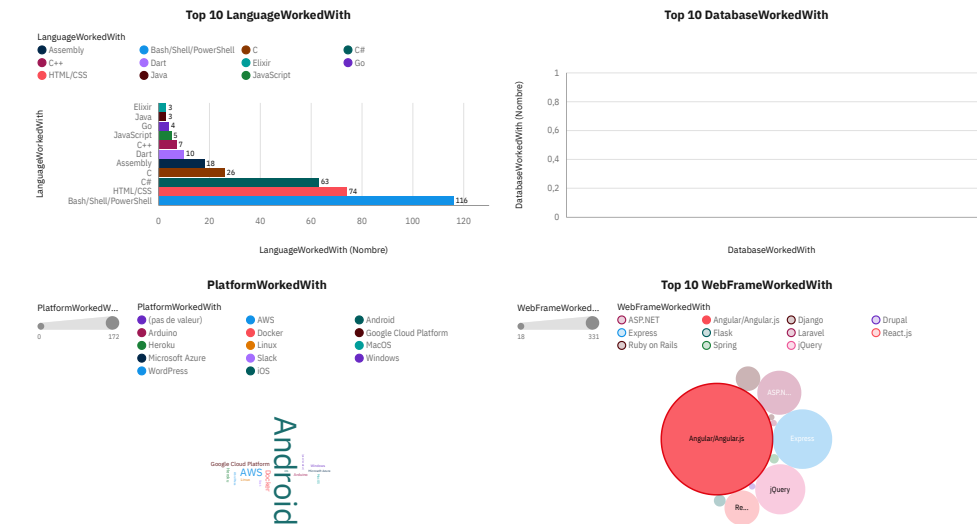 Top 10 LanguageWorkedWith
LanguageWorkedWith
Assembly
Bash/Shell/PowerShell
C
C#
C++
Dart
Elixir
Go
HTML/CSS
Java
JavaScript
LanguageWorkedWith
Elixir 3
Java 3
Go 4
JavaScript 5
C++ 7
Dart 10
Assembly 18
C 26
C# 63
HTML/CSS 74
Bash/Shell/PowerShell 116
0 20 40 60 80 100 120
LanguageWorkedWith (Nombre)
Top 10 DatabaseWorkedWith
DatabaseWorkedWith (Nombre)
1
0,8
0,6
0,4
0,2
0
DatabaseWorkedWith
PlatformWorkedWith
PlatformWorkedW...
0 172
PlatformWorkedWith
(pas de valeur)
AWS
Android
Arduino
Docker
Google Cloud Platform
Heroku
Linux
MacOS
Microsoft Azure
Slack
Windows
WordPress
iOS
Android
Google Cloud Platform
AWS
Docker
Windows
Top 10 WebFrameWorkedWith
WebFrameWorked...
18 331
WebFrameWorkedWith
ASP.NET
Angular/Angular.js
Django
Drupal
Express
Flask
Laravel
React.js
Ruby on Rails
Spring
jQuery
ASP.N...
Angular/Angular.js
Express
jQuery
Re...